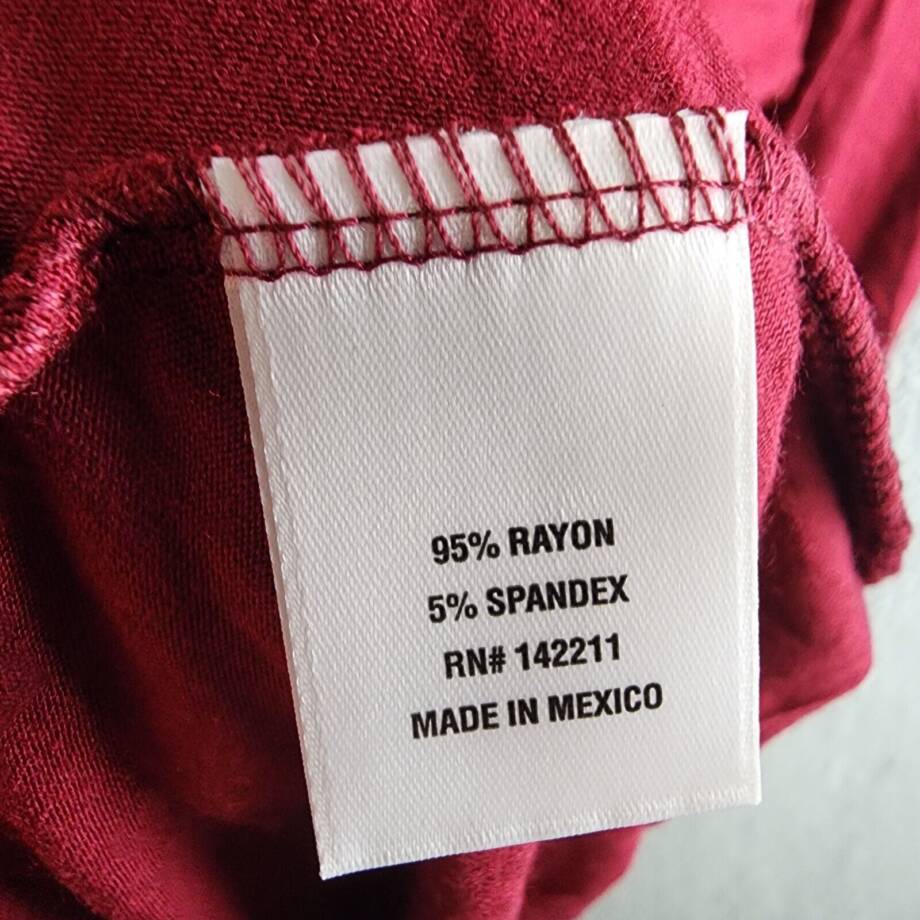 95% RAYON
5% SPANDEX
RN# 142211
MADE IN MEXICO